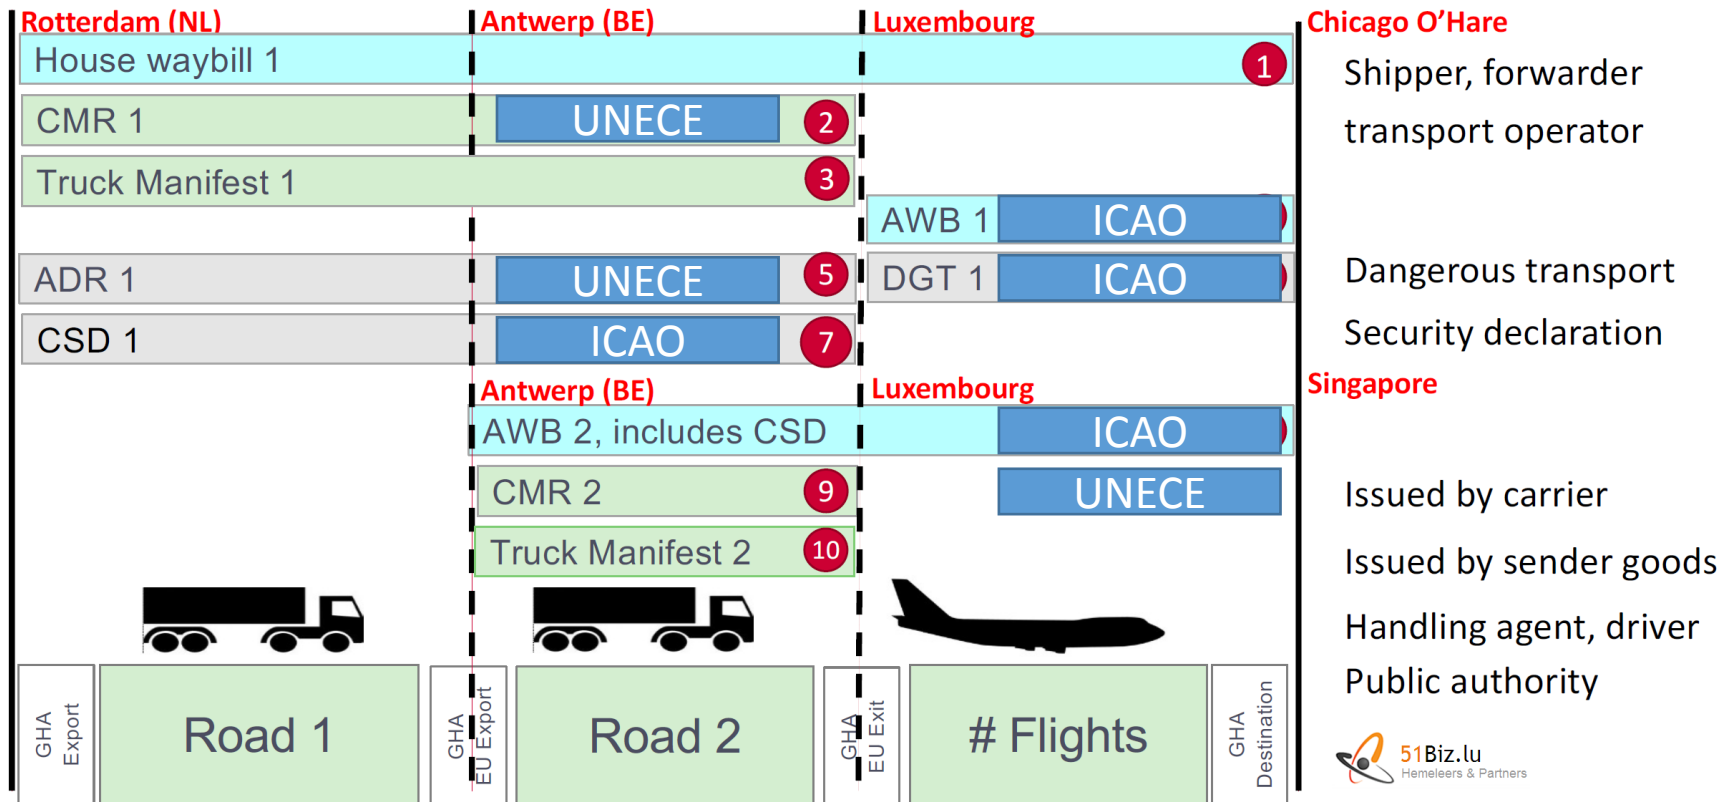 Rotterdam (NL) Antwerp (BE) Luxembourg Chicago O'Hare
House waybill 1 1
Shipper, forwarder
CMR 1 UNECE 2
transport operator
Truck Manifest 1 3
AWB 1 ICAO
ADR 1 UNECE 5 DGT 1 ICAO
Dangerous transport
CSD 1 ICAO 7
Security declaration
Antwerp (BE) Luxembourg Singapore
AWB 2, includes CSD ICAO
CMR 2 9 UNECE
Issued by carrier
Truck Manifest 2 10
Issued by sender goods
Handling agent, driver
Public authority
GHA
Export
Road 1
GHA
EU Export
Road 2
GHA
EU Exit
# Flights
GHA
Destination
51Biz.lu
Hemeleers & Partners